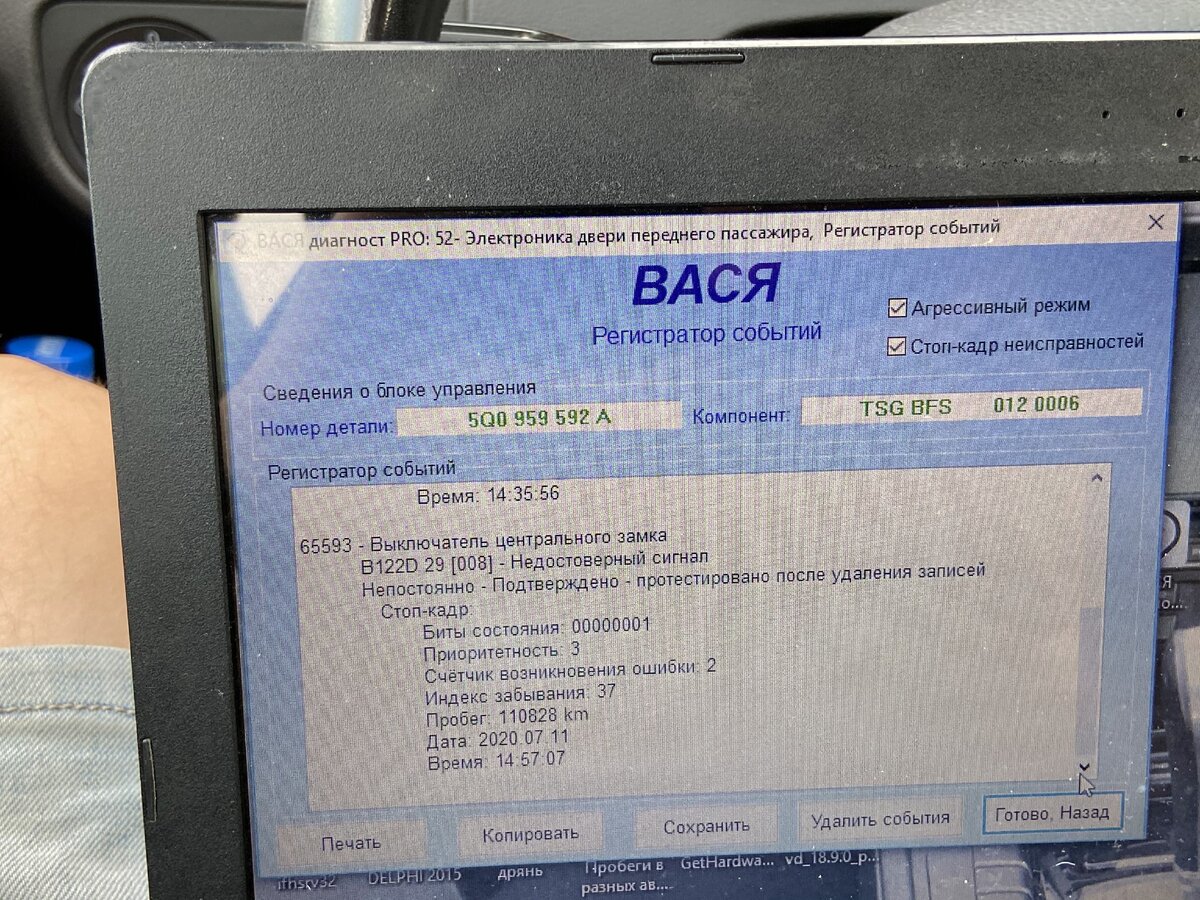 ВАСЯ диагност PRO: 52- Электроника двери переднего пассажира, Регистратор событий
ВАСЯ
Регистратор событий
Агрессивный режим
Стоп-кадр неисправностей
Сведения о блоке управления
Номер детали: 5Q0 959 592 A Компонент: TSG BFS 012 0006
Регистратор событий
Время: 14:35:56
65593 - Выключатель центрального замка
B122D 29 [008] - Недостоверный сигнал
Непостоянно - Подтверждено - протестировано после удаления записей
Стоп-кадр
Биты состояния: 00000001
Приоритетность: 3
Счётчик возникновения ошибки: 2
Индекс забывания: 37
Пробег: 110828 km
Дата: 2020.07.11
Время: 14:57:07
Печать Копировать Сохранить Удалить события Готово, Назад
DELPHI 2015 дрянь Пробеги в GetHardwa... vd_18.9.0_p...
разных ав....